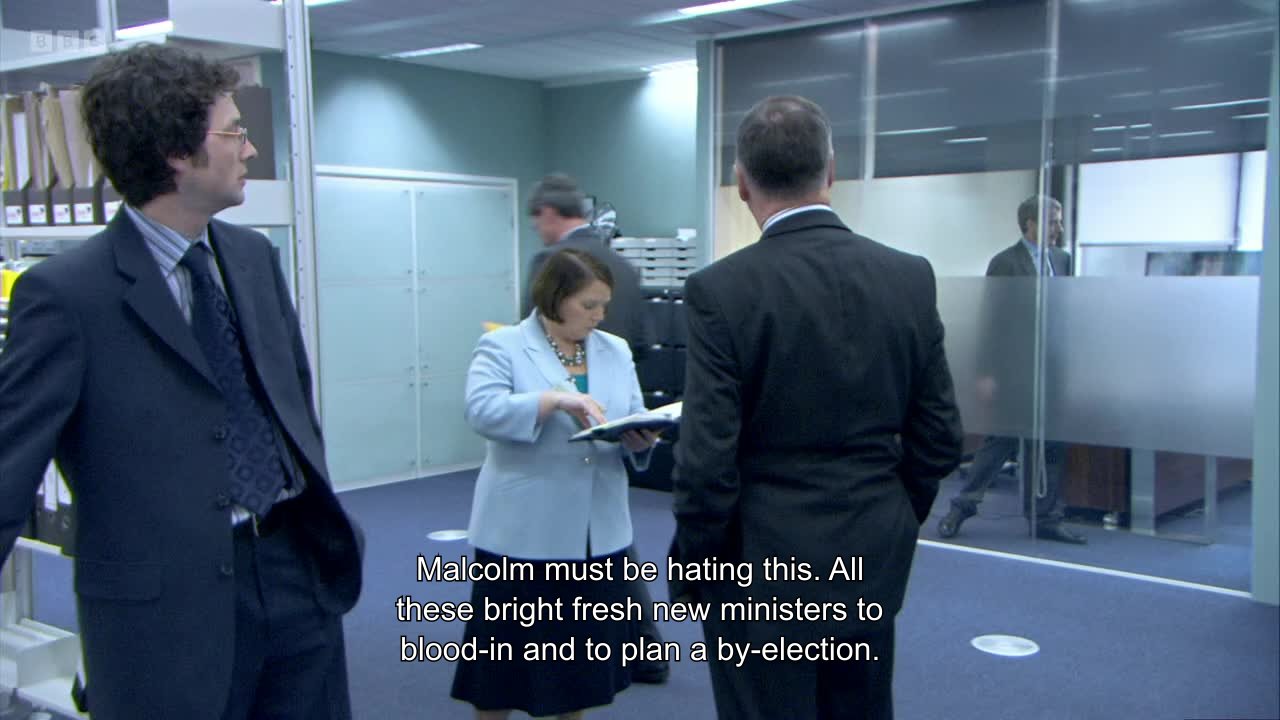 BBC
Malcolm must be hating this. All
these bright fresh new ministers to
blood-in and to plan a by-election.